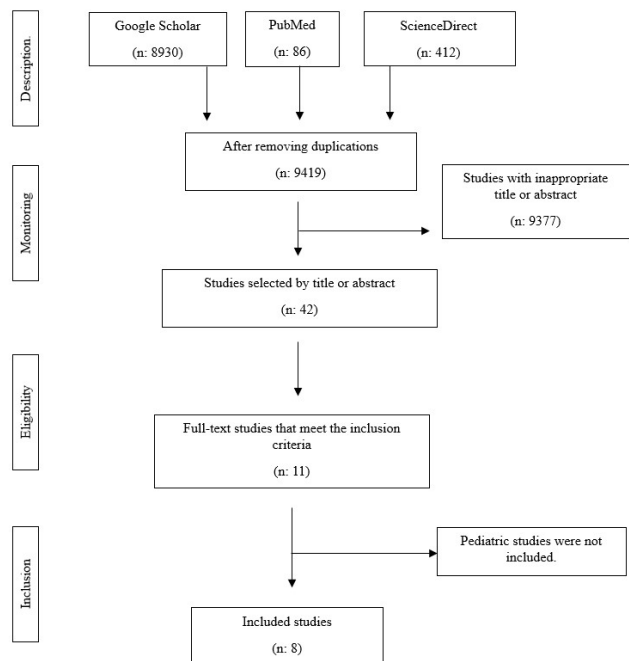 Description.
Google Scholar
(n: 8930)
PubMed
(n: 86)
ScienceDirect
(n: 412)
After removing duplications
(n: 9419)
Monitoring
Studies with inappropriate
title or abstract
(n: 9377)
Studies selected by title or abstract
(n: 42)
Eligibility
Full-text studies that meet the inclusion
criteria
(n: 11)
Inclusion
Pediatric studies were not
included.
Included studies
(n: 8)